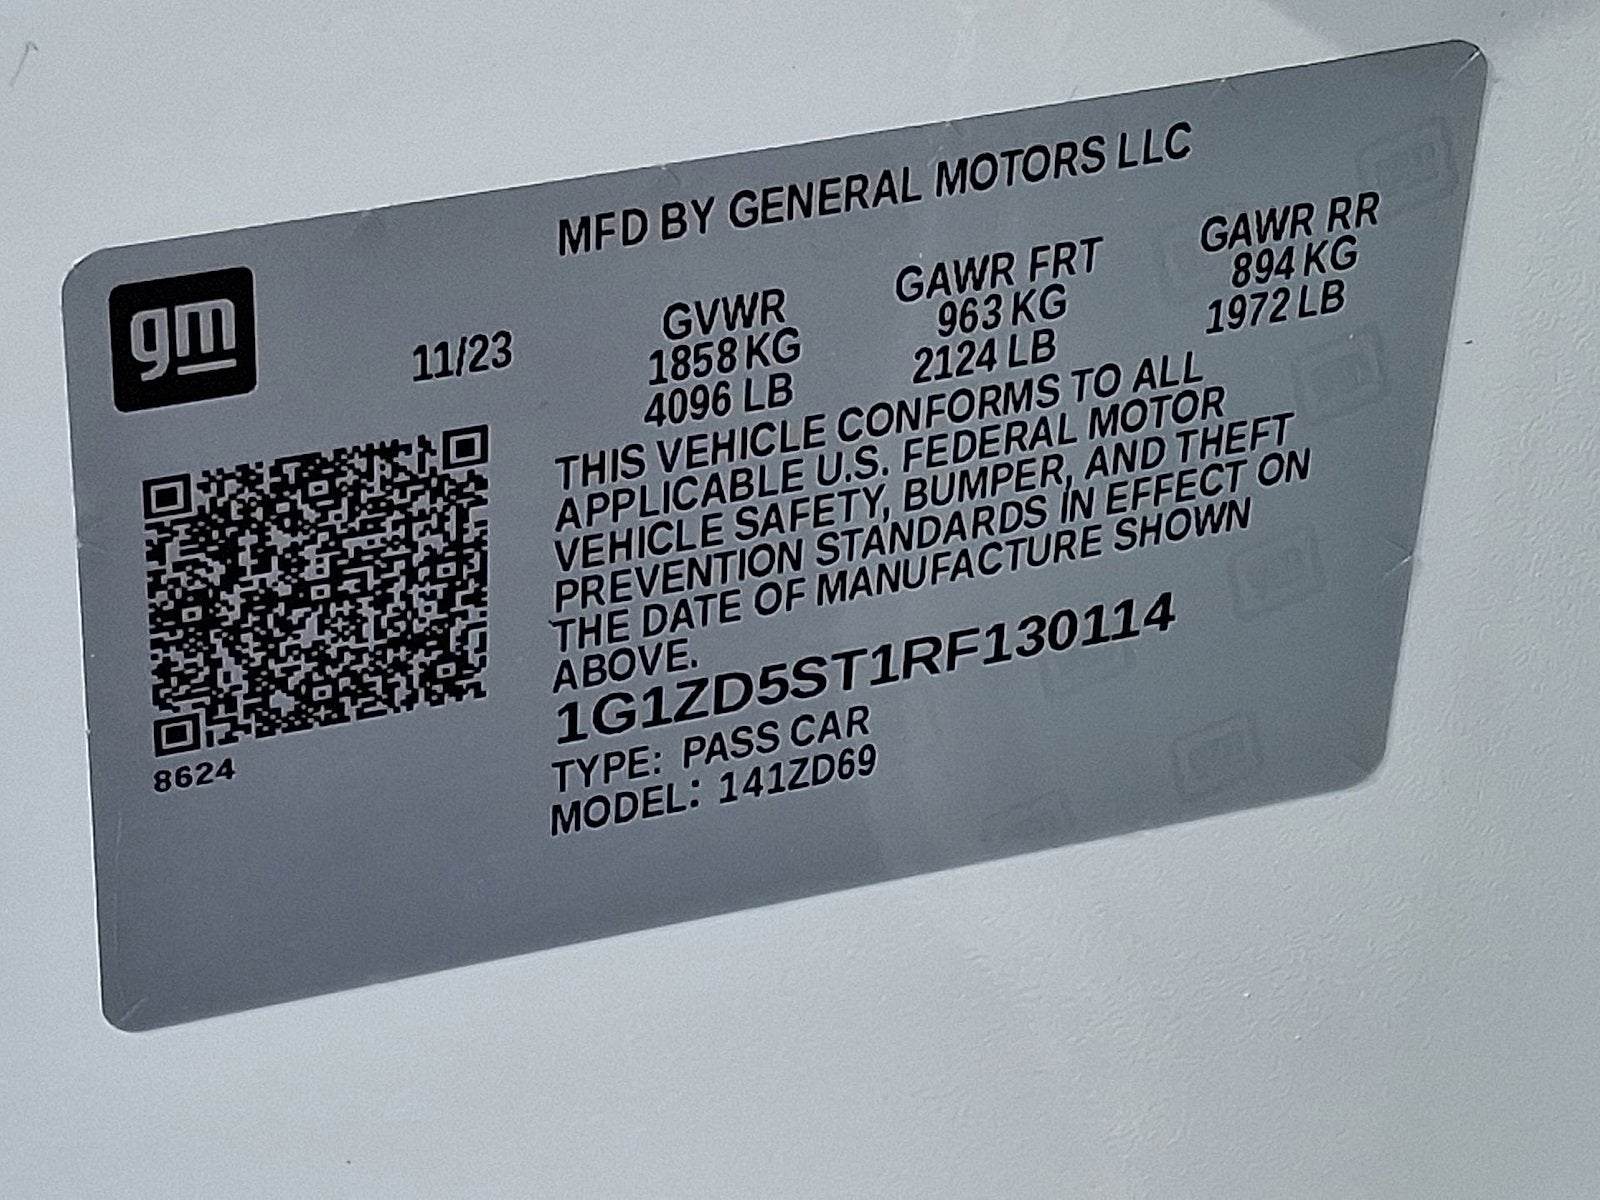 MFD BY GENERAL MOTORS LLC
gm
11/23
GVWR
1858 KG
4096 LB
GAWR FRT
963 KG
2124 LB
GAWR RR
894 KG
1972 LB
THIS VEHICLE CONFORMS TO ALL
APPLICABLE U.S. FEDERAL MOTOR
VEHICLE SAFETY, BUMPER, AND THEFT
PREVENTION STANDARDS IN EFFECT ON
THE DATE OF MANUFACTURE SHOWN
ABOVE.
1G1ZD5ST1RF130114
TYPE: PASS CAR
MODEL: 141ZD69
8624